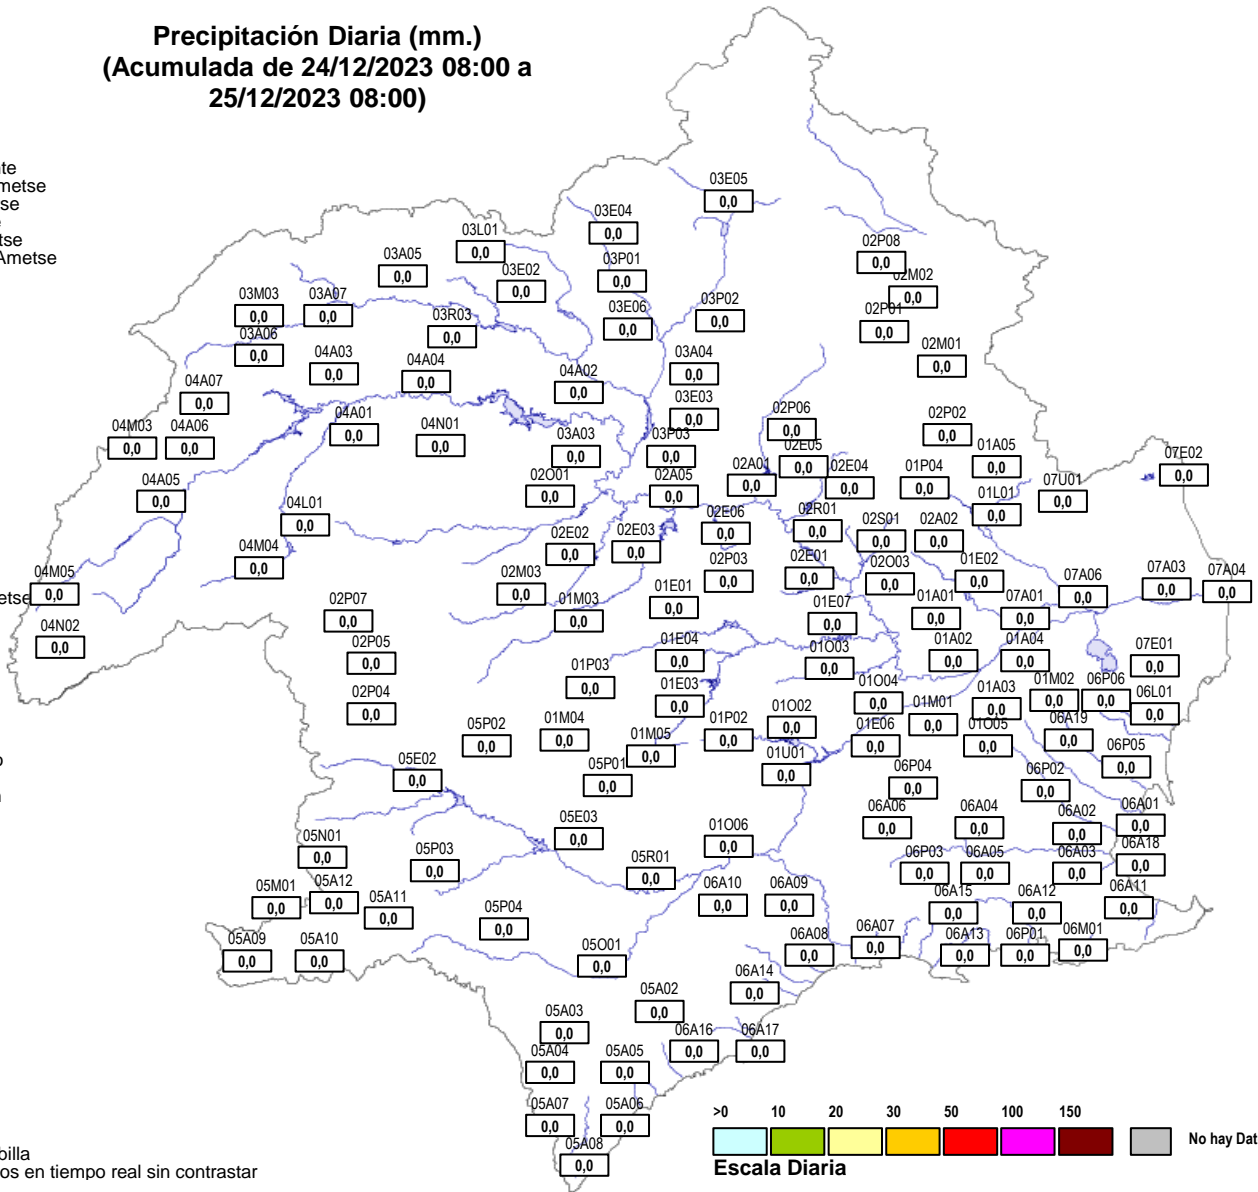 Precipitación Diaria (mm.)
(Acumulada de 24/12/2023 08:00 a
25/12/2023 08:00)
nte
metse
se
e
tse
Ametse
03E05
0,0
03E04
0,0
03L01
0,0
03A05
0,0
03E02
0,0
03P01
0,0
02P08
0,0
02M02
0,0
03M03
0,0
03A07
0,0
03R03
0,0
03E06
0,0
03P02
0,0
02P01
0,0
03A06
0,0
04A03
0,0
04A04
0,0
04A02
0,0
03A04
0,0
02M01
0,0
04A07
0,0
03E03
0,0
04M03
0,0
04A06
0,0
04A01
0,0
04N01
0,0
03A03
0,0
03P03
0,0
02P06
0,0
02E05
0,0
02P02
0,0
01A05
0,0
07E02
0,0
04A05
0,0
02O01
0,0
02A05
0,0
02A01
0,0
02E04
0,0
01P04
0,0
01L01
0,0
07U01
0,0
04L01
0,0
02E06
0,0
02R01
0,0
02S01
0,0
02A02
0,0
04M04
0,0
02E02
0,0
02E03
0,0
02P03
0,0
02E01
0,0
02O03
0,0
01E02
0,0
04M05
0,0
etse
02M03
0,0
01M03
0,0
01E01
0,0
01E07
0,0
01A01
0,0
07A01
0,0
07A06
0,0
07A03
0,0
07A04
0,0
04N02
0,0
02P07
0,0
02P05
0,0
01E04
0,0
01O03
0,0
01A02
0,0
01A04
0,0
07E01
0,0
02P04
0,0
01P03
0,0
01E03
0,0
01O04
0,0
01A03
0,0
01M02
0,0
06P06
0,0
06L01
0,0
05P02
0,0
01M04
0,0
01M05
0,0
01P02
0,0
01O02
0,0
01E06
0,0
01M01
0,0
01O05
0,0
06A19
0,0
06P05
0,0
o
n
05E02
0,0
05P01
0,0
01U01
0,0
06P04
0,0
06P02
0,0
05E03
0,0
01O06
0,0
06A06
0,0
06A04
0,0
06A02
0,0
06A01
0,0
05N01
0,0
05P03
0,0
05R01
0,0
06P03
0,0
06A05
0,0
06A03
0,0
06A18
0,0
05M01
0,0
05A12
0,0
05A11
0,0
06A10
0,0
06A09
0,0
06A15
0,0
06A12
0,0
06A11
0,0
05P04
0,0
05A09
0,0
05A10
0,0
05O01
0,0
06A08
0,0
06A07
0,0
06A13
0,0
06P01
0,0
06M01
0,0
06A14
0,0
05A02
0,0
05A03
0,0
06A16
0,0
06A17
0,0
05A04
0,0
05A05
0,0
05A07
0,0
05A06
0,0
05A08
0,0
>0 10 20 30 50 100 150
No hay Dat
Escala Diaria
billa
os en tiempo real sin contrastar